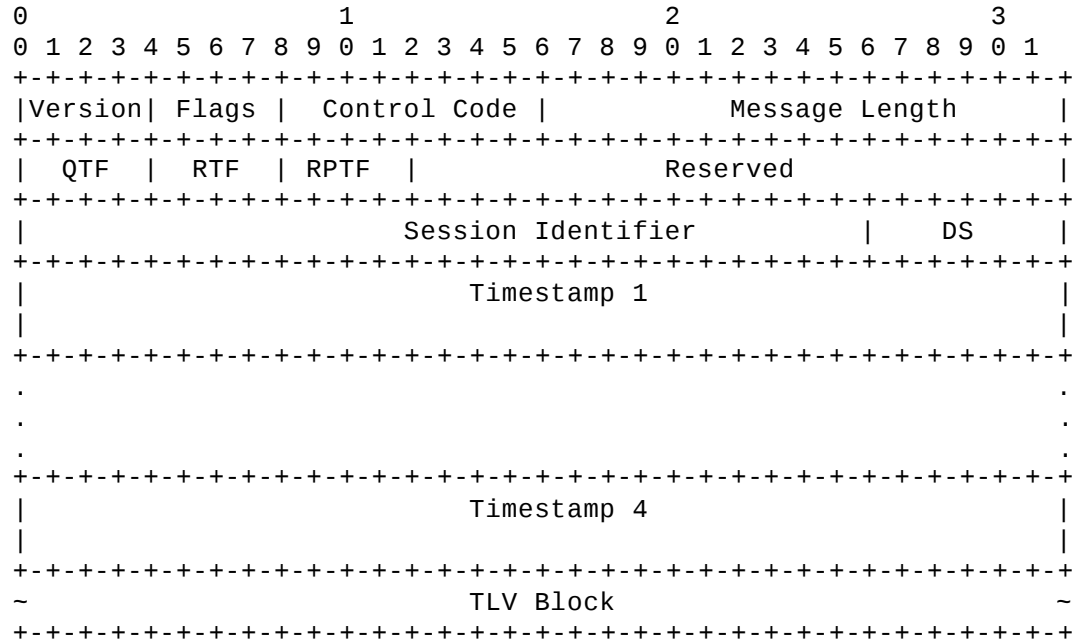 0                   1                   2                   3
0 1 2 3 4 5 6 7 8 9 0 1 2 3 4 5 6 7 8 9 0 1 2 3 4 5 6 7 8 9 0 1
+-+-+-+-+-+-+-+-+-+-+-+-+-+-+-+-+-+-+-+-+-+-+-+-+-+-+-+-+-+-+-+-+
|Version| Flags |  Control Code |        Message Length         |
+-+-+-+-+-+-+-+-+-+-+-+-+-+-+-+-+-+-+-+-+-+-+-+-+-+-+-+-+-+-+-+-+
|  QTF  |  RTF  | RPTF  |              Reserved                 |
+-+-+-+-+-+-+-+-+-+-+-+-+-+-+-+-+-+-+-+-+-+-+-+-+-+-+-+-+-+-+-+-+
|                       Session Identifier          |    DS     |
+-+-+-+-+-+-+-+-+-+-+-+-+-+-+-+-+-+-+-+-+-+-+-+-+-+-+-+-+-+-+-+-+
|                           Timestamp 1                         |
|                                                               |
+-+-+-+-+-+-+-+-+-+-+-+-+-+-+-+-+-+-+-+-+-+-+-+-+-+-+-+-+-+-+-+-+
.                                                               .
.                                                               .
.                                                               .
+-+-+-+-+-+-+-+-+-+-+-+-+-+-+-+-+-+-+-+-+-+-+-+-+-+-+-+-+-+-+-+-+
|                           Timestamp 4                         |
|                                                               |
+-+-+-+-+-+-+-+-+-+-+-+-+-+-+-+-+-+-+-+-+-+-+-+-+-+-+-+-+-+-+-+-+
~                           TLV Block                           ~
+-+-+-+-+-+-+-+-+-+-+-+-+-+-+-+-+-+-+-+-+-+-+-+-+-+-+-+-+-+-+-+-+